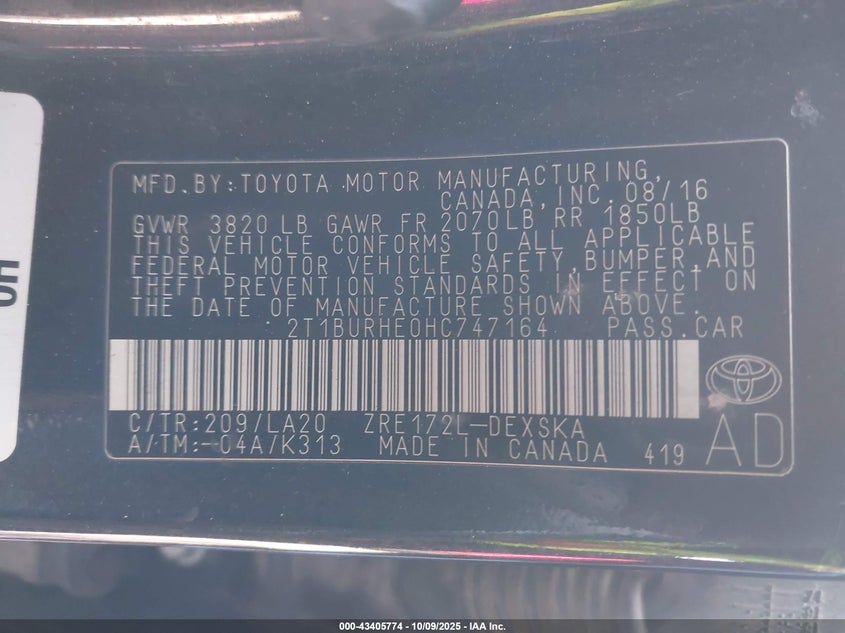 MFD. BY: TOYOTA MOTOR MANUFACTURING,
CANADA, INC. 08/16
GVWR 3820 LB GAWR FR 2070LB RR 1850LB
THIS VEHICLE CONFORMS TO ALL APPLICABLE
FEDERAL MOTOR VEHICLE SAFETY, BUMPER, AND
THEFT PREVENTION STANDARDS IN EFFECT ON
THE DATE OF MANUFACTURE SHOWN ABOVE.
2T1BURHE0HC747164 PASS. CAR
C/TR: 209/LA20 ZRE172L-DEXSKA
A/TM: -04A/K313 MADE IN CANADA 419 AD
000-43405774 - 10/09/2025 - IAA Inc.